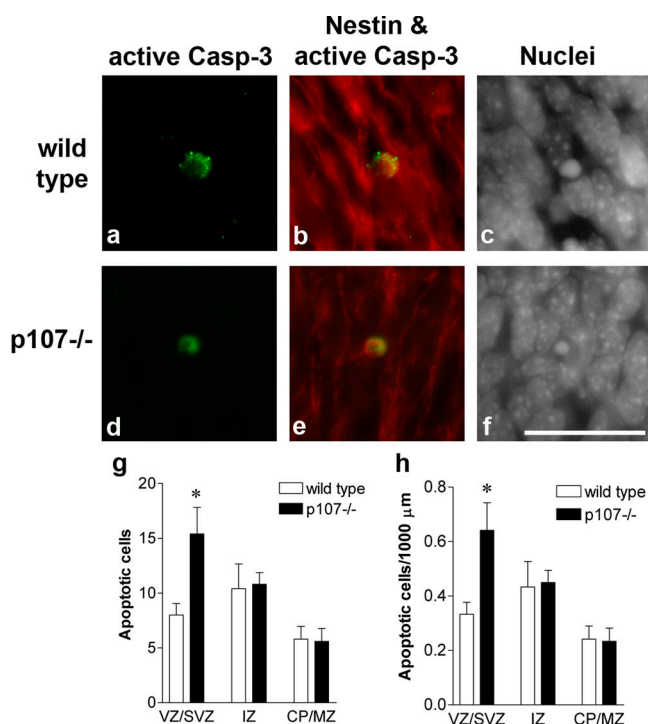 Nestin &
active Casp-3 active Casp-3 Nuclei
wild
type
a b c
p107-/-
d e f
g
20
15
10
5
0
Apoptotic cells
*
wild type
p107-/-
VZ/SVZ IZ CP/MZ
h
0.8
0.6
0.4
0.2
0.0
Apoptotic cells/1000 µm
*
wild type
p107-/-
VZ/SVZ IZ CP/MZ